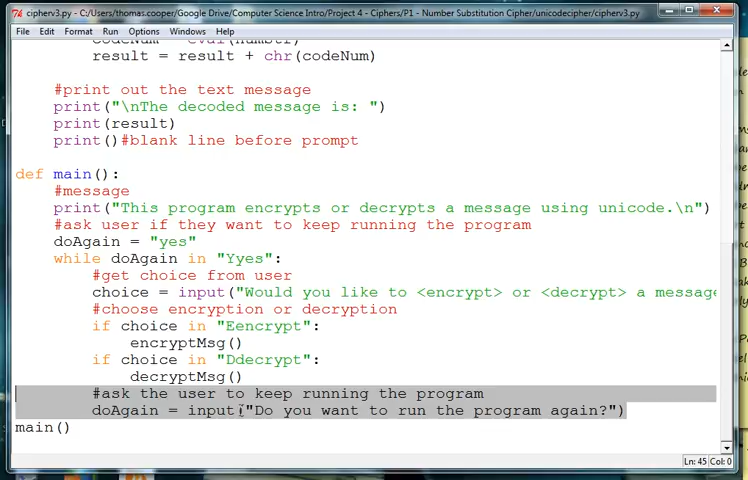 cipherv3.py - C:/Users/thomas.cooper/Google Drive/Computer Science Intro/Project 4 - Ciphers/P1 - Number Substitution Cipher/unicodecipher/cipherv3.py
File Edit Format Run Options Windows Help
result = result + chr(codeNum)
#print out the text message
print("\nThe decoded message is: ")
print(result)
print()#blank line before prompt
def main():
#message
print("This program encrypts or decrypts a message using unicode.\n")
#ask user if they want to keep running the program
doAgain = "yes"
while doAgain in "Yyes":
#get choice from user
choice = input("Would you like to <encrypt> or <decrypt> a message
#choose encryption or decryption
if choice in "Eencrypt":
encryptMsg()
if choice in "Ddecrypt":
decryptMsg()
#ask the user to keep running the program
doAgain = input("Do you want to run the program again?")
main()
Ln: 45 Col: 0